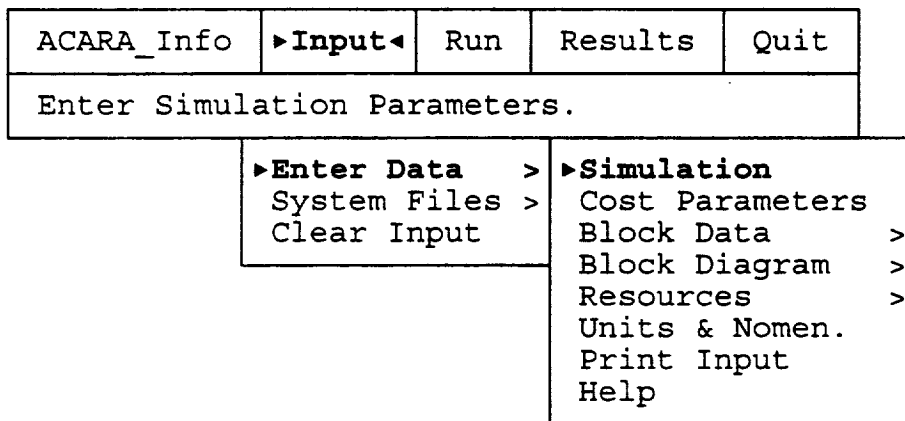 ACARA_Info ►Input◄ Run Results Quit
Enter Simulation Parameters.
►Enter Data > ►Simulation
System Files > Cost Parameters
Clear Input Block Data >
Block Diagram >
Resources >
Units & Nomen.
Print Input
Help